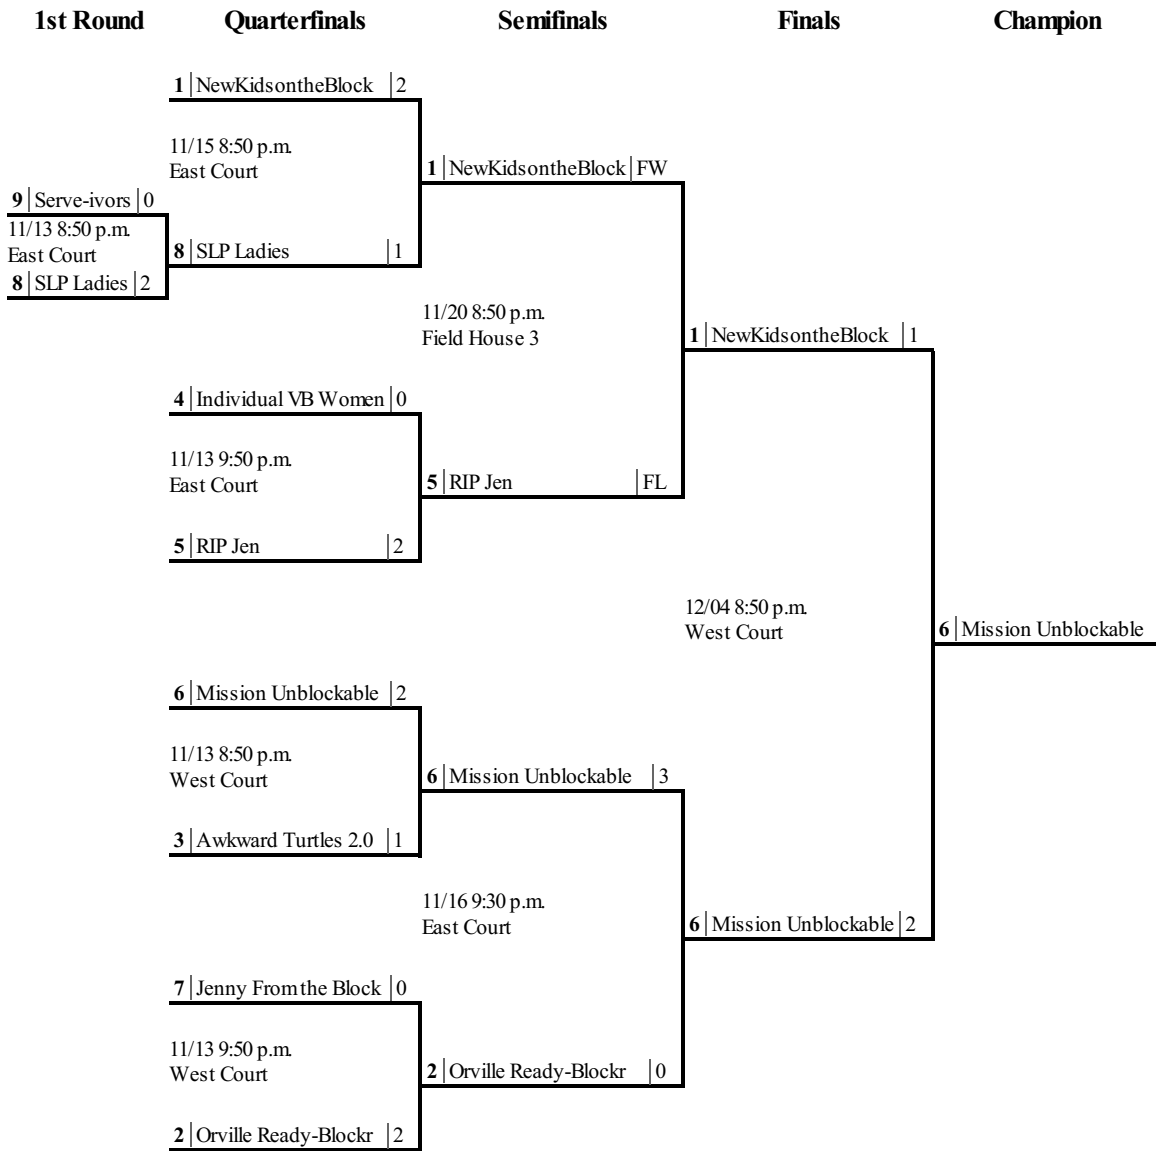 1st Round Quarterfinals Semifinals Finals Champion
1 NewKidsontheBlock 2
11/15 8:50 p.m.
East Court
1 NewKidsontheBlock FW
9 Serve-ivors 0
11/13 8:50 p.m.
East Court
8 SLP Ladies 2
8 SLP Ladies 1
11/20 8:50 p.m.
Field House 3
1 NewKidsontheBlock 1
4 Individual VB Women 0
11/13 9:50 p.m.
East Court
5 RIP Jen FL
5 RIP Jen 2
12/04 8:50 p.m.
West Court
6 Mission Unblockable
6 Mission Unblockable 2
11/13 8:50 p.m.
West Court
6 Mission Unblockable 3
3 Awkward Turtles 2.0 1
11/16 9:30 p.m.
East Court
6 Mission Unblockable 2
7 Jenny From the Block 0
11/13 9:50 p.m.
West Court
2 Orville Ready-Blockr 0
2 Orville Ready-Blockr 2